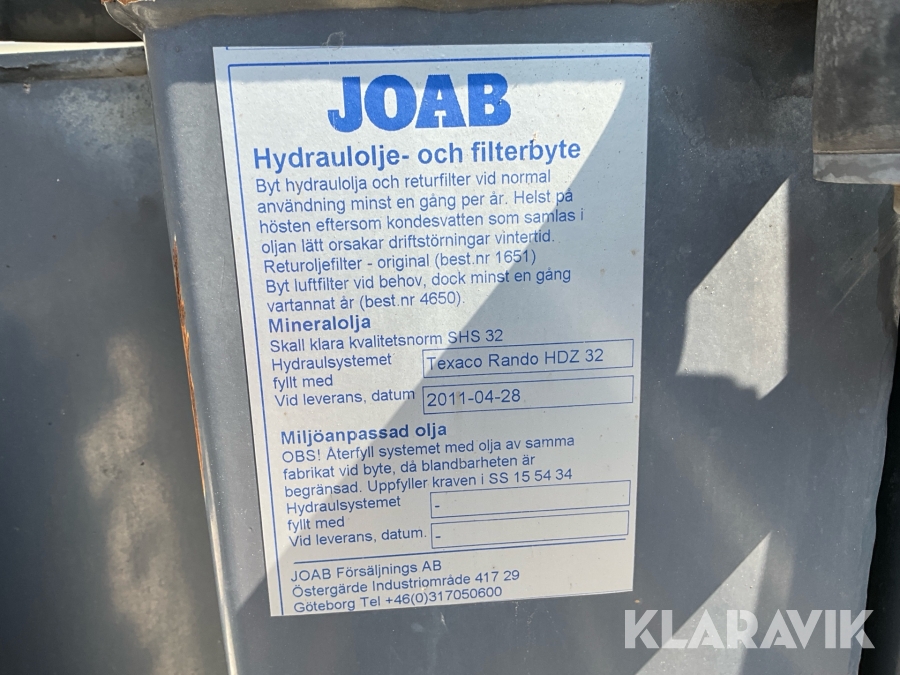 JOAB
Hydraulolje- och filterbyte
Byt hydraulolja och returfilter vid normal
användning minst en gång per år. Helst på
hösten eftersom kondesvatten som samlas i
oljan lätt orsakar driftstörningar vintertid.
Returoljefilter - original (best.nr 1651)
Byt luftfilter vid behov, dock minst en gång
vartannat år (best.nr 4650).
Mineralolja
Skall klara kvalitetsnorm SHS 32
Hydraulsystemet
fyllt med
Texaco Rando HDZ 32
Vid leverans, datum
2011-04-28
Miljöanpassad olja
OBS! Återfyll systemet med olja av samma
fabrikat vid byte, då blandbarheten är
begränsad. Uppfyller kraven i SS 15 54 34
Hydraulsystemet
fyllt med
-
Vid leverans, datum.
-
JOAB Försäljnings AB
Östergärde Industriområde 417 29
Göteborg Tel +46(0)317050600
KLARAVIK